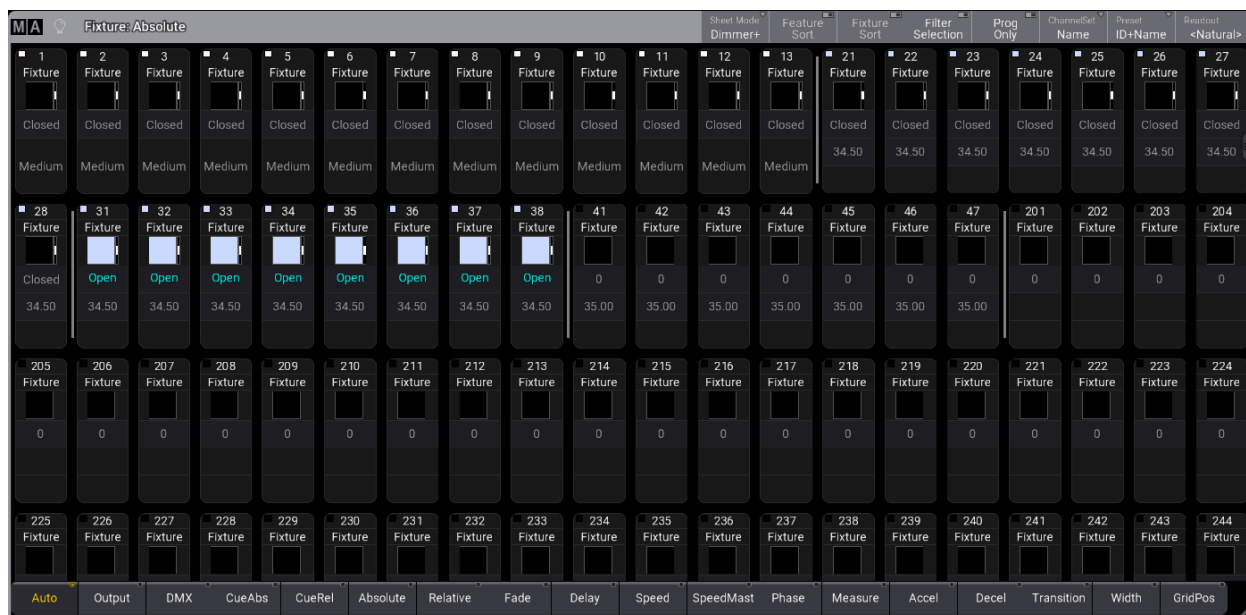 MA Fixture: Absolute
Sheet Mode Dimmer+
Feature Sort
Fixture Sort
Filter Selection
Prog Only
ChannelSet Name
Preset ID+Name
Readout <Natural>
1 2 3 4 5 6 7 8 9 10 11 12 13 21 22 23 24 25 26 27
Fixture Fixture Fixture Fixture Fixture Fixture Fixture Fixture Fixture Fixture Fixture Fixture Fixture Fixture Fixture Fixture Fixture Fixture Fixture Fixture
Closed Closed Closed Closed Closed Closed Closed Closed Closed Closed Closed Closed Closed Closed Closed Closed Closed Closed Closed Closed
34.50 34.50 34.50 34.50 34.50 34.50 34.50
Medium Medium Medium Medium Medium Medium Medium Medium Medium Medium Medium Medium Medium
28 31 32 33 34 35 36 37 38 41 42 43 44 45 46 47 201 202 203 204
Fixture Fixture Fixture Fixture Fixture Fixture Fixture Fixture Fixture Fixture Fixture Fixture Fixture Fixture Fixture Fixture Fixture Fixture Fixture Fixture
Closed Open Open Open Open Open Open Open Open 0 0 0 0 0 0 0 0 0 0 0
34.50 34.50 34.50 34.50 34.50 34.50 34.50 34.50 34.50 35.00 35.00 35.00 35.00 35.00 35.00 35.00
205 206 207 208 209 210 211 212 213 214 215 216 217 218 219 220 221 222 223 224
Fixture Fixture Fixture Fixture Fixture Fixture Fixture Fixture Fixture Fixture Fixture Fixture Fixture Fixture Fixture Fixture Fixture Fixture Fixture Fixture
0 0 0 0 0 0 0 0 0 0 0 0 0 0 0 0 0 0 0 0
225 226 227 228 229 230 231 232 233 234 235 236 237 238 239 240 241 242 243 244
Fixture Fixture Fixture Fixture Fixture Fixture Fixture Fixture Fixture Fixture Fixture Fixture Fixture Fixture Fixture Fixture Fixture Fixture Fixture Fixture
Auto Output DMX CueAbs CueRel Absolute Relative Fade Delay Speed SpeedMast Phase Measure Accel Decel Transition Width GridPos